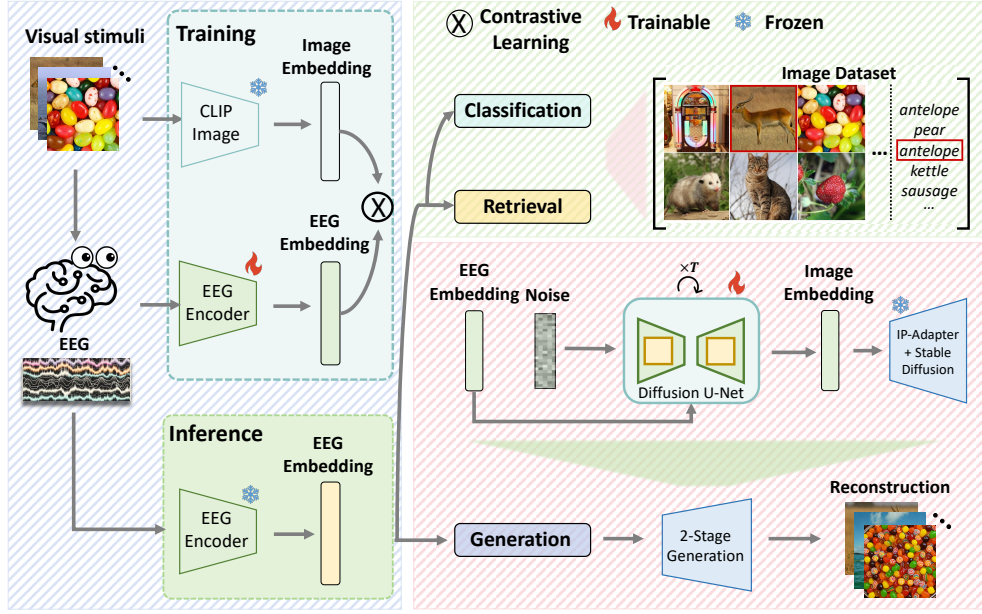 Visual stimuli
EEG
Training
CLIP
Image
Image
Embedding
EEG
Encoder
EEG
Embedding
X
Inference
EEG
Encoder
EEG
Embedding
X
Contrastive
Learning
Trainable
Frozen
Classification
Retrieval
Image Dataset
...
antelope
pear
antelope
kettle
sausage
...
EEG
Embedding
Noise
×T
Diffusion U-Net
Image
Embedding
IP-Adapter
+ Stable
Diffusion
Generation
2-Stage
Generation
Reconstruction